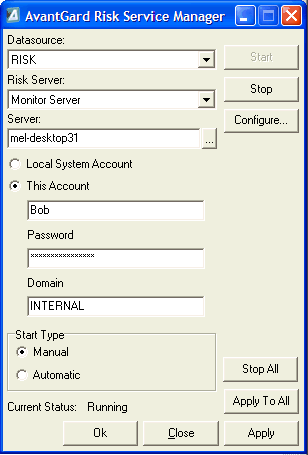 AvantGard Risk Service Manager
Datasource:
RISK
Start
Risk Server:
Monitor Server
Stop
Server:
mel-desktop31
...
Configure...
Local System Account
This Account
Bob
Password
×××××××××××××××
Domain
INTERNAL
Start Type
Manual
Automatic
Stop All
Current Status: Running
Apply To All
Ok
Close
Apply